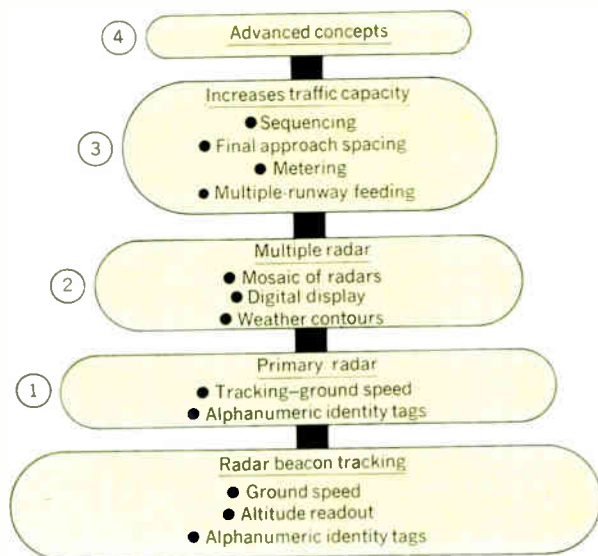 4
Advanced concepts
Increases traffic capacity
3
● Sequencing
● Final approach spacing
● Metering
● Multiple-runway feeding
Multiple radar
2
● Mosaic of radars
● Digital display
● Weather contours
Primary radar
1
● Tracking–ground speed
● Alphanumeric identity tags
Radar beacon tracking
● Ground speed
● Altitude readout
● Alphanumeric identity tags